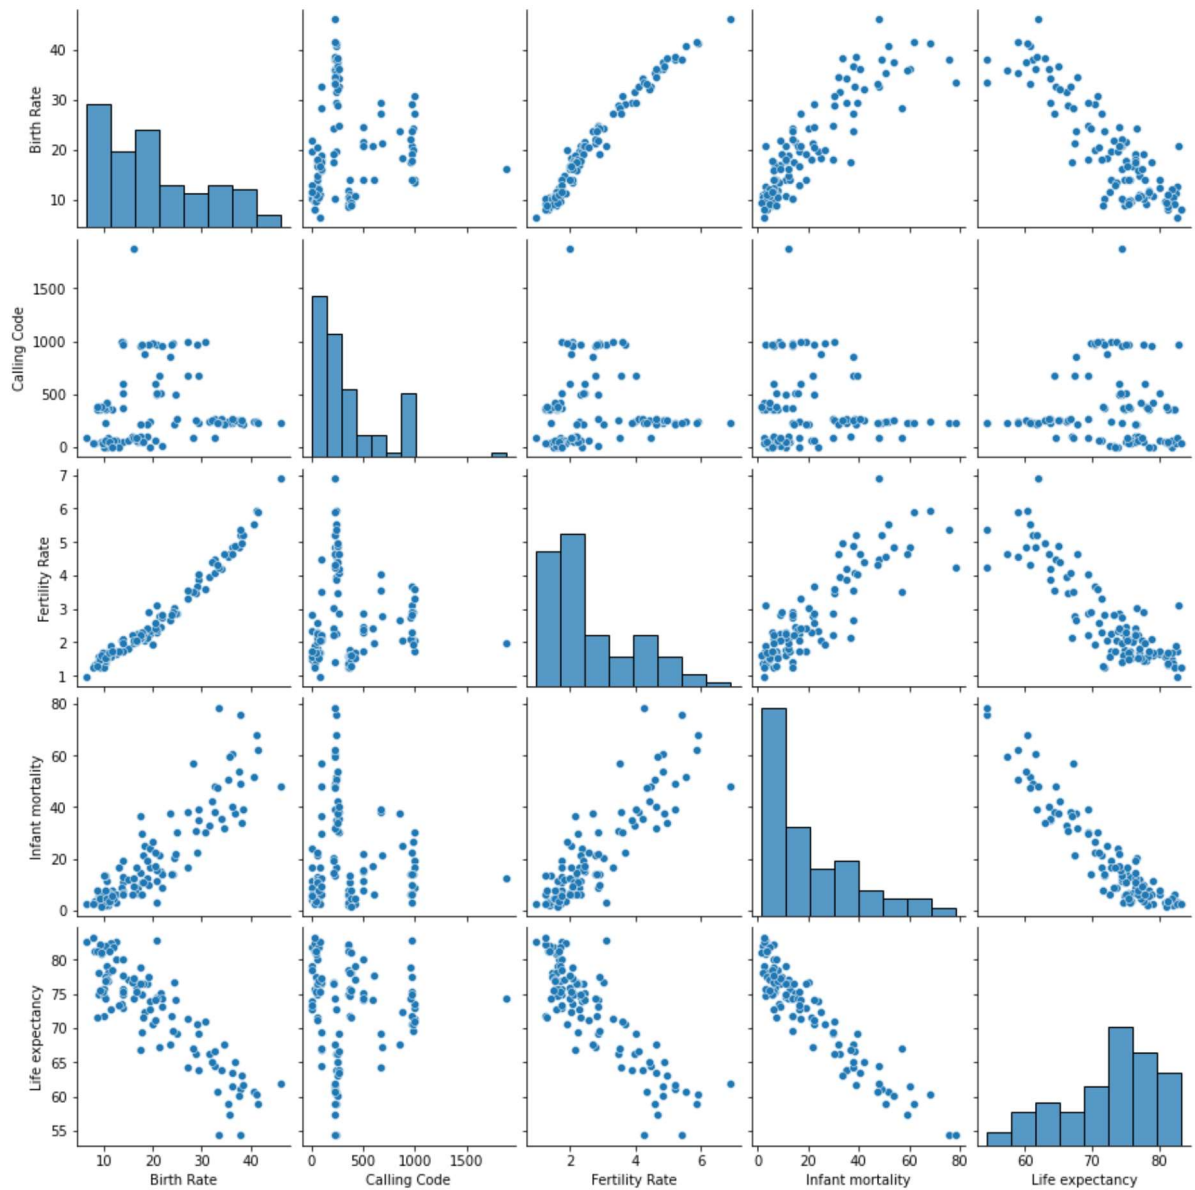 Birth Rate
40
30
20
10
Calling Code
1500
1000
500
0
Fertility Rate
7
6
5
4
3
2
1
Infant mortality
80
60
40
20
0
Life expectancy
80
75
70
65
60
55
10 20 30 40
0 500 1000 1500
2 4 6
0 20 40 60 80
60 70 80
Birth Rate
Calling Code
Fertility Rate
Infant mortality
Life expectancy